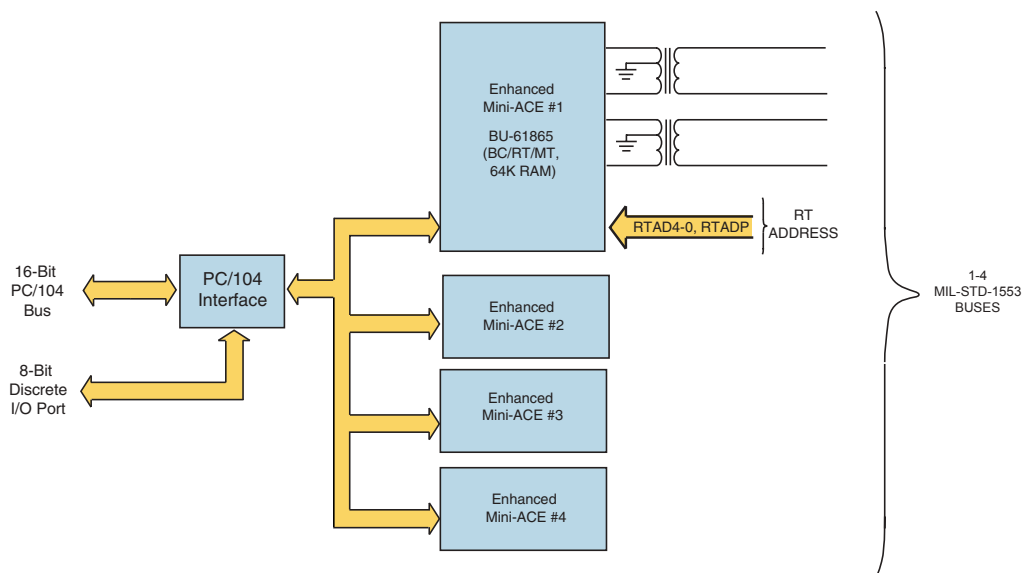 Enhanced
Mini-ACE #1
BU-61865
(BC/RT/MT,
64K RAM)
RTAD4-0, RTADP
RT
ADDRESS
16-Bit
PC/104
Bus
PC/104
Interface
8-Bit
Discrete
I/O Port
Enhanced
Mini-ACE #2
Enhanced
Mini-ACE #3
Enhanced
Mini-ACE #4
1-4
MIL-STD-1553
BUSES